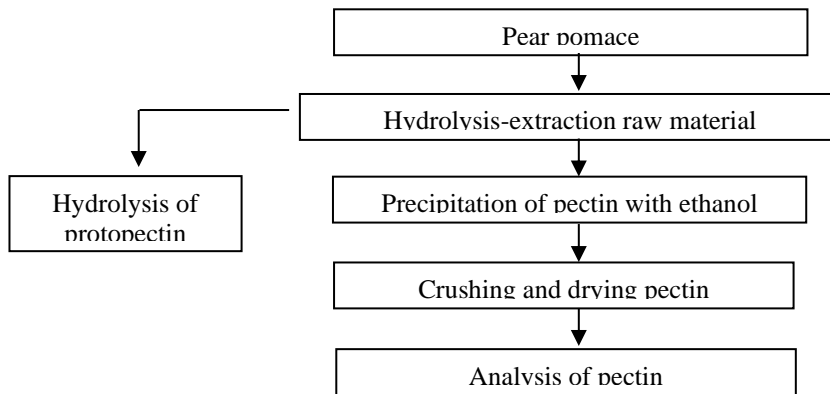 Pear pomace
Hydrolysis-extraction raw material
Hydrolysis of
protopectin
Precipitation of pectin with ethanol
Crushing and drying pectin
Analysis of pectin